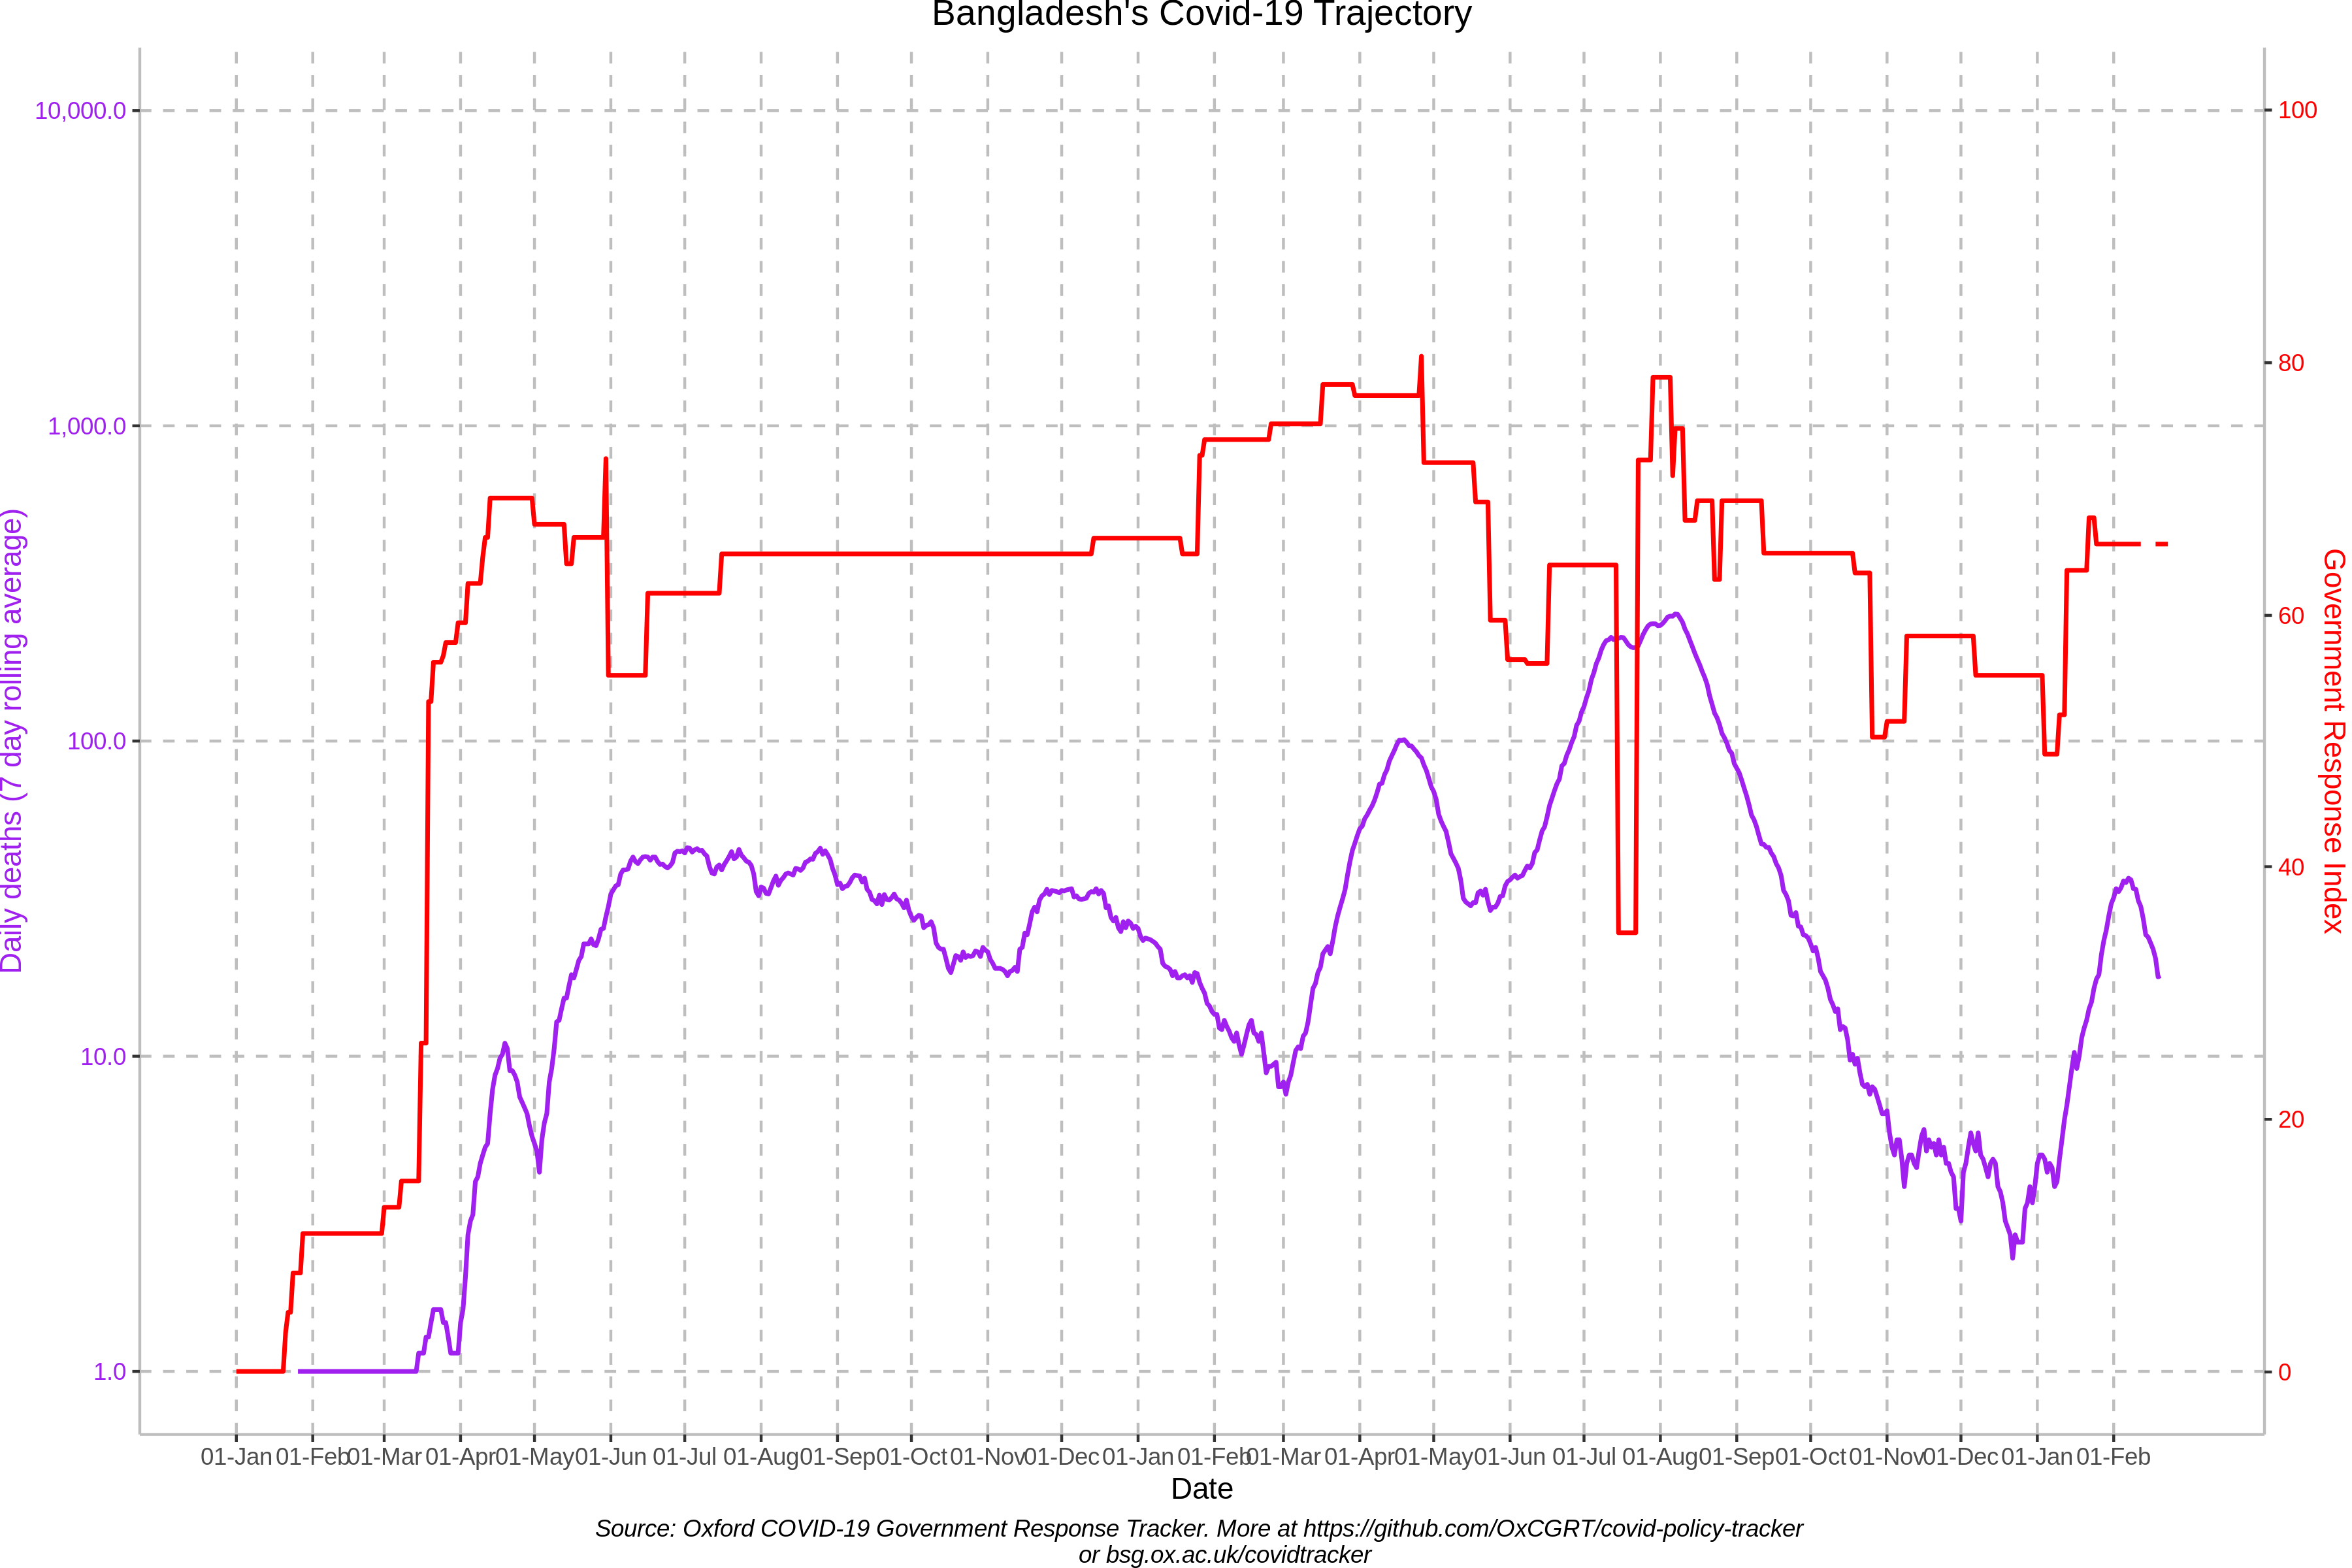 Bangladesh's Covid-19 Trajectory
10,000.0
1,000.0
100.0
10.0
1.0
Daily deaths (7 day rolling average)
100
80
60
40
20
0
Government Response Index
01-Jan 01-Feb 01-Mar 01-Apr 01-May 01-Jun 01-Jul 01-Aug 01-Sep 01-Oct 01-Nov 01-Dec 01-Jan 01-Feb 01-Mar 01-Apr 01-May 01-Jun 01-Jul 01-Aug 01-Sep 01-Oct 01-Nov 01-Dec 01-Jan 01-Feb
Date
Source: Oxford COVID-19 Government Response Tracker. More at https://github.com/OxCGRT/covid-policy-tracker
or bsg.ox.ac.uk/covidtracker